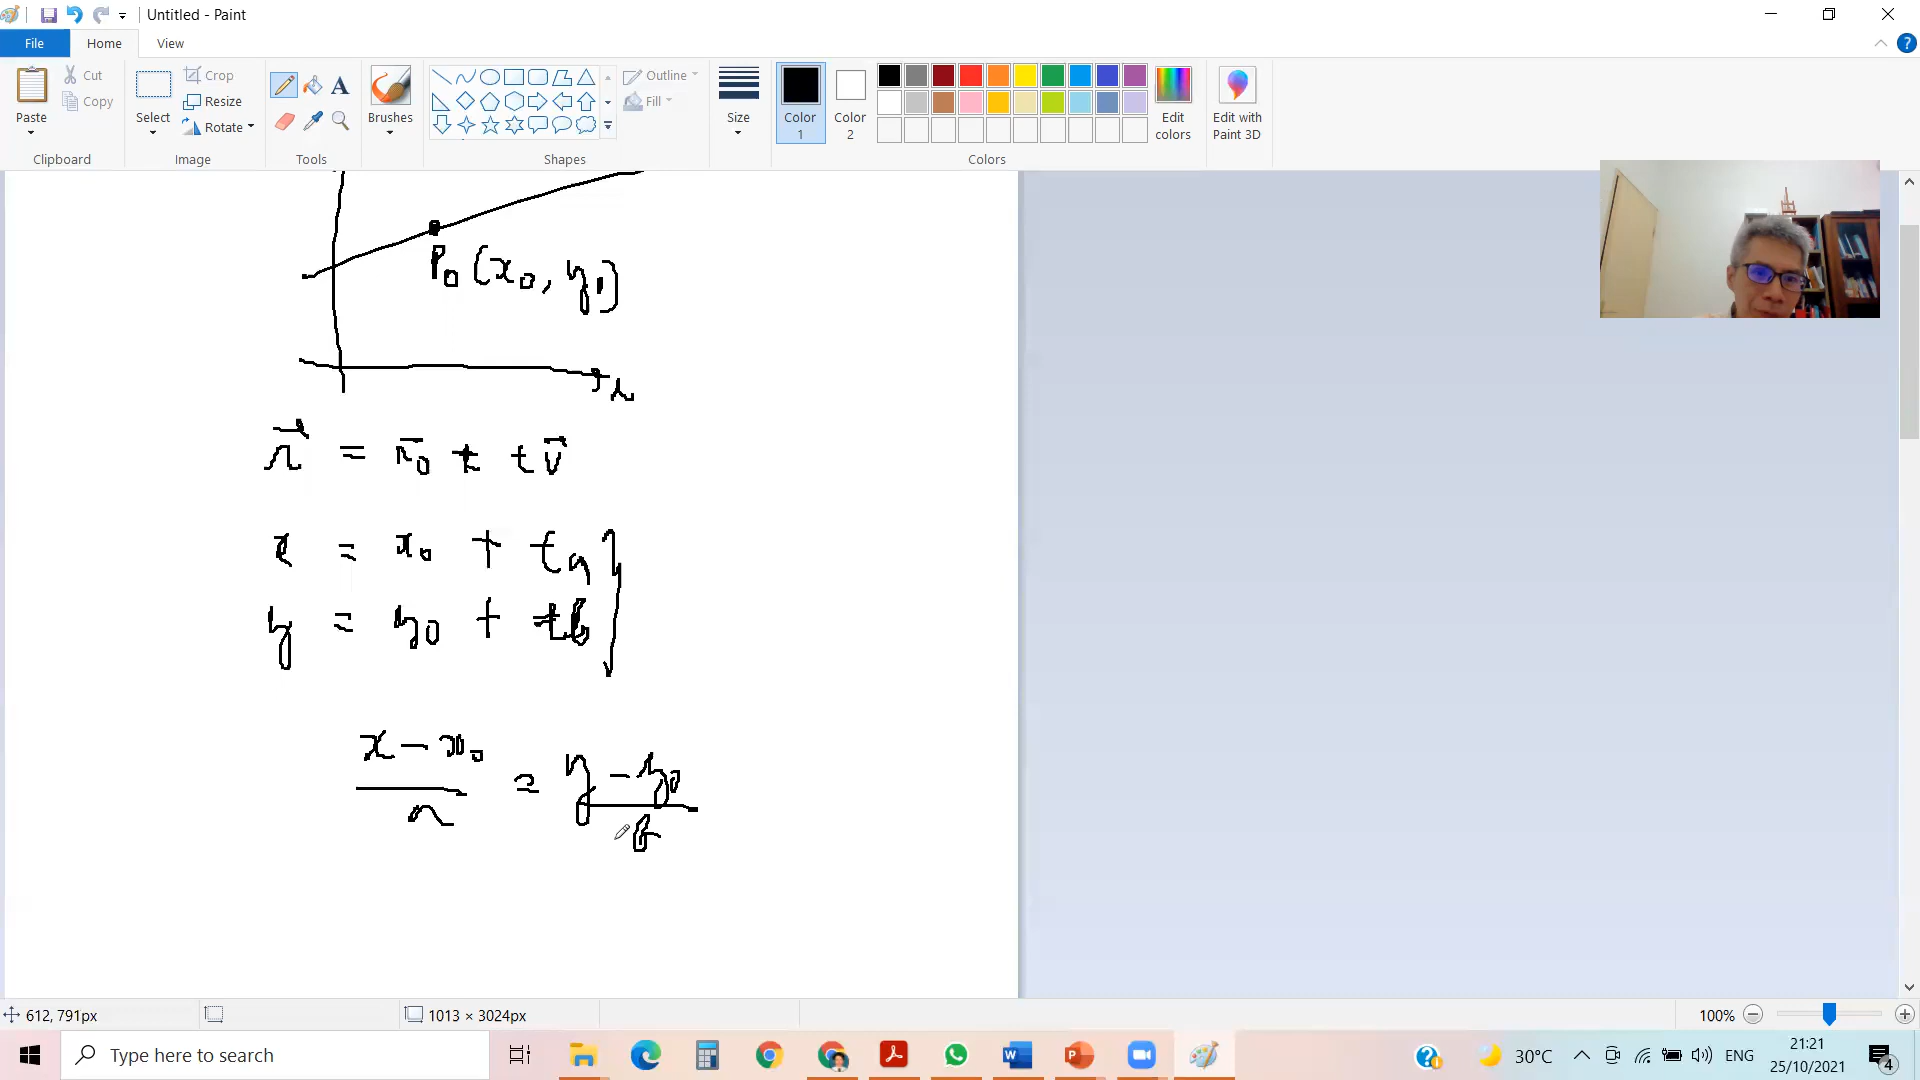 Untitled - Paint
File Home View
Paste
Cut
Copy
Clipboard
Select
Crop
Resize
Rotate
Image
Tools
Brushes
Shapes
Outline
Fill
Size
Color 1
Color 2
Colors
Edit colors
Edit with Paint 3D
P₀ (x₀, y₁)
x
r⃗ = r̄₀ + t v⃗
x = x₀ + ta
y = y₀ + tb
x − x₀ / a = y − y₀ / b
612, 791px
1013 × 3024px
100%
Type here to search
30°C
ENG
21:21
25/10/2021
4